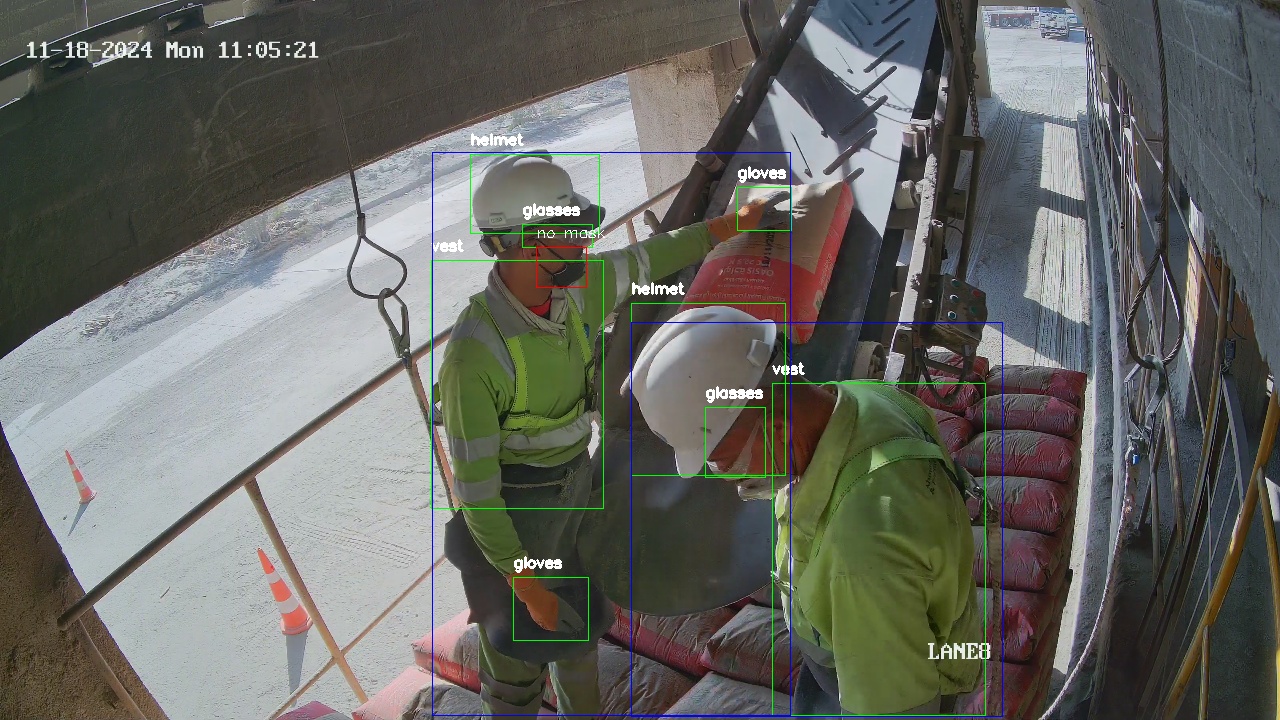 11-18-2024 Mon 11:05:21
helmet
gloves
glasses
no mask
vest
helmet
vest
glasses
gloves
LANE8